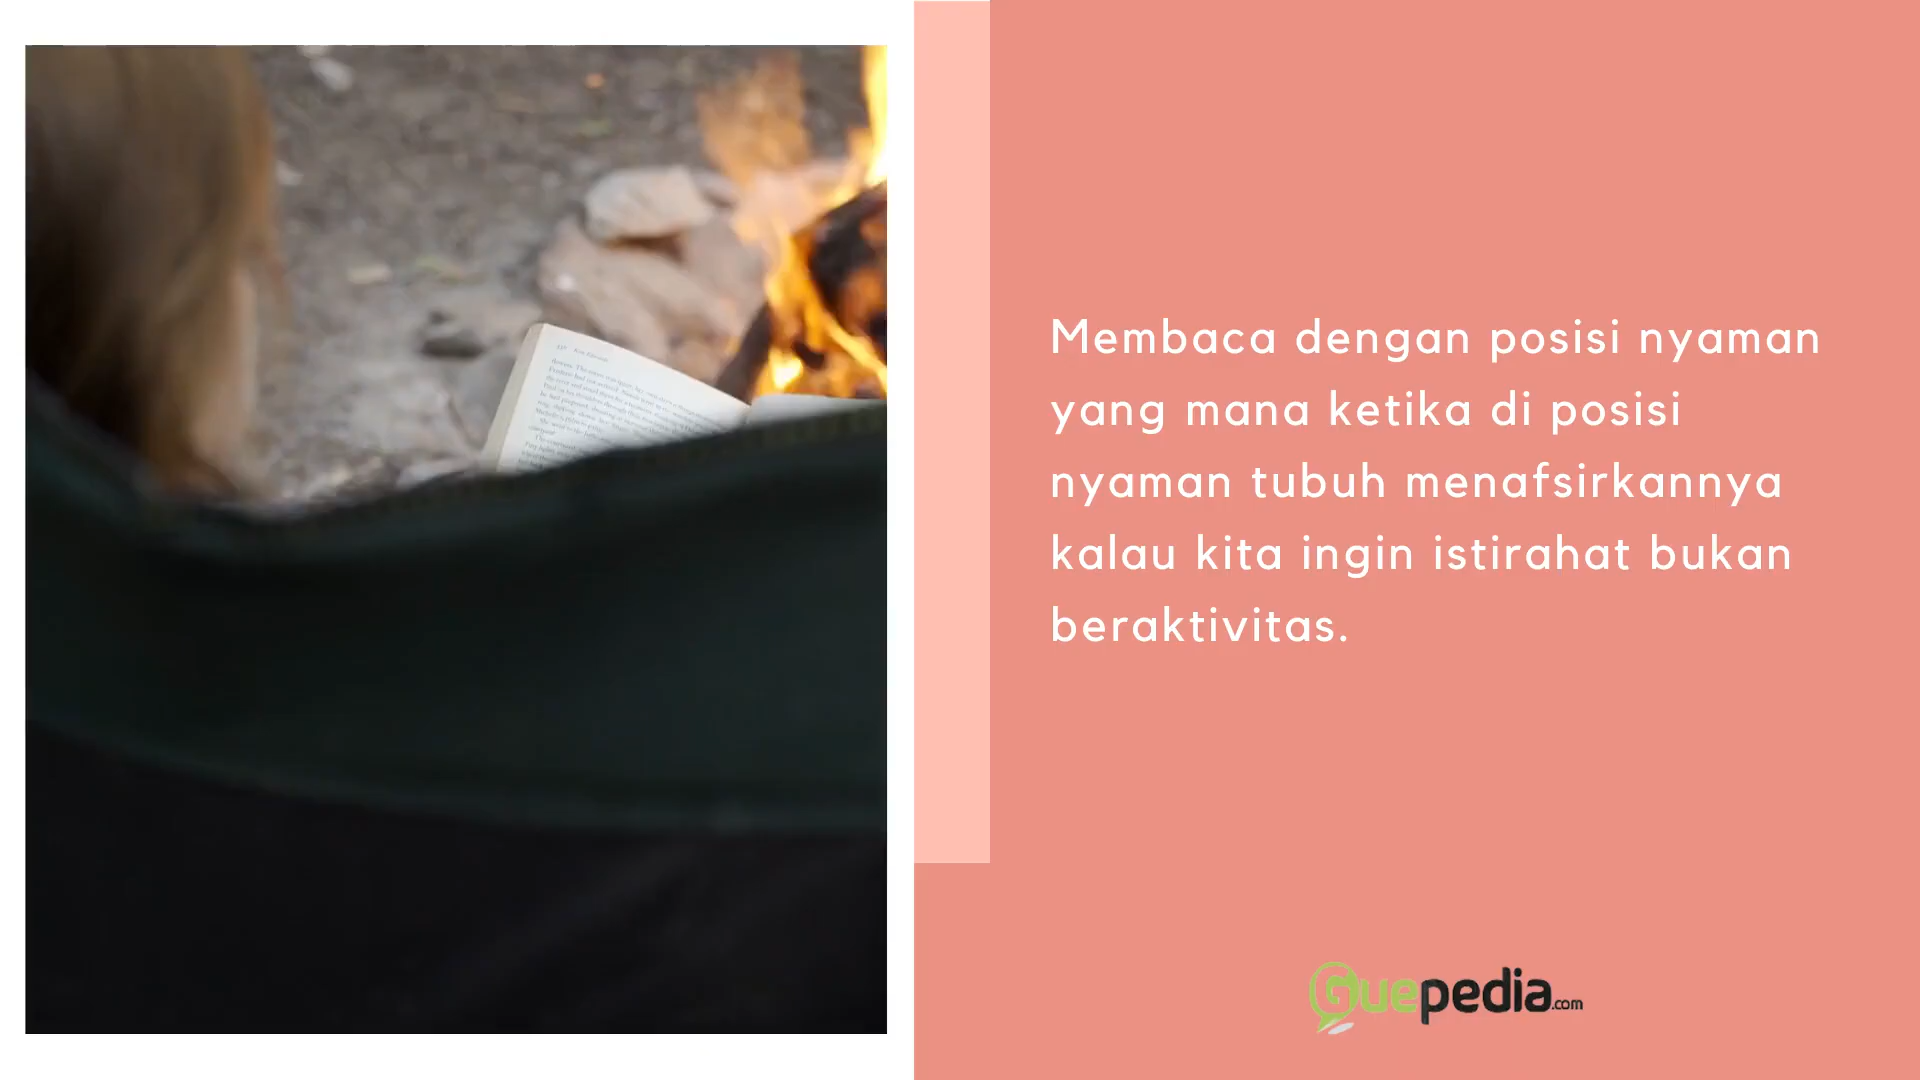 Membaca dengan posisi nyaman
yang mana ketika di posisi
nyaman tubuh menafsirkannya
kalau kita ingin istirahat bukan
beraktivitas.
Guepedia.com